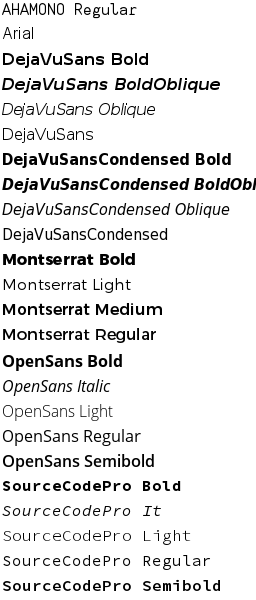 AHAMONO Regular
Arial
DejaVuSans Bold
DejaVuSans BoldOblique
DejaVuSans Oblique
DejaVuSans
DejaVuSansCondensed Bold
DejaVuSansCondensed BoldObl
DejaVuSansCondensed Oblique
DejaVuSansCondensed
Montserrat Bold
Montserrat Light
Montserrat Medium
Montserrat Regular
OpenSans Bold
OpenSans Italic
OpenSans Light
OpenSans Regular
OpenSans Semibold
SourceCodePro Bold
SourceCodePro It
SourceCodePro Light
SourceCodePro Regular
SourceCodePro Semibold